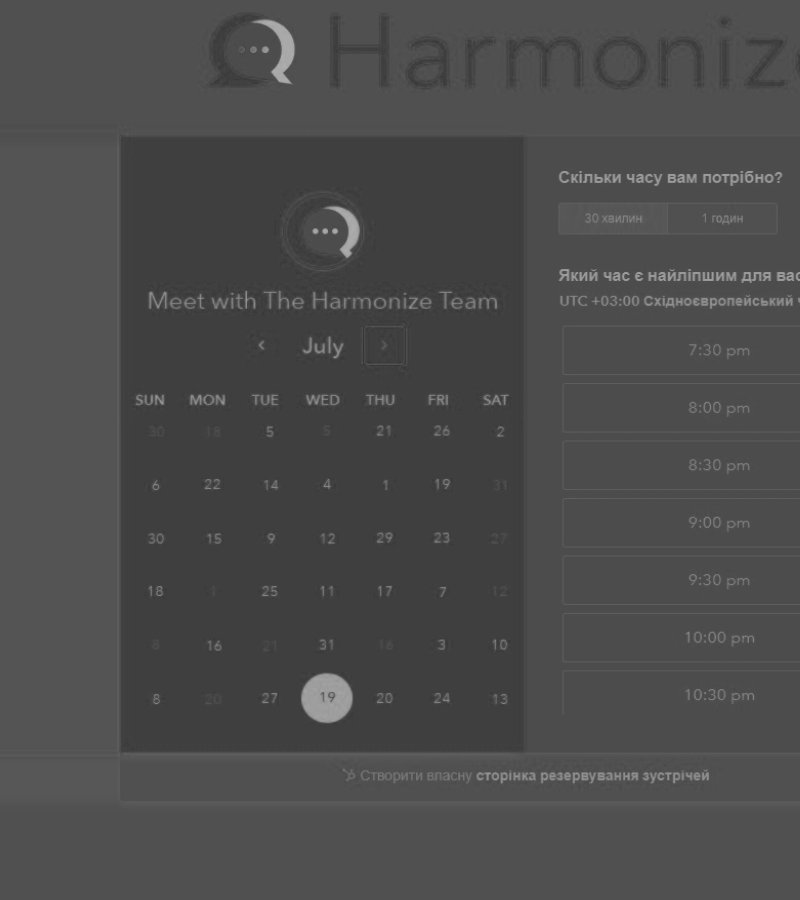 Harmoniz
Meet with The Harmonize Team
July
SUN MON TUE WED THU FRI SAT
30 18 5 5 21 26 2
6 22 14 4 1 19 31
30 15 9 12 29 23 27
18 1 25 11 17 7 12
8 16 21 31 16 3 10
8 20 27 19 20 24 13
Скільки часу вам потрібно?
30 хвилин 1 годин
Який час є найліпшим для вас
UTC +03:00 Східноєвропейський
7:30 pm
8:00 pm
8:30 pm
9:00 pm
9:30 pm
10:00 pm
10:30 pm
Створити власну сторінка резервування зустрічей